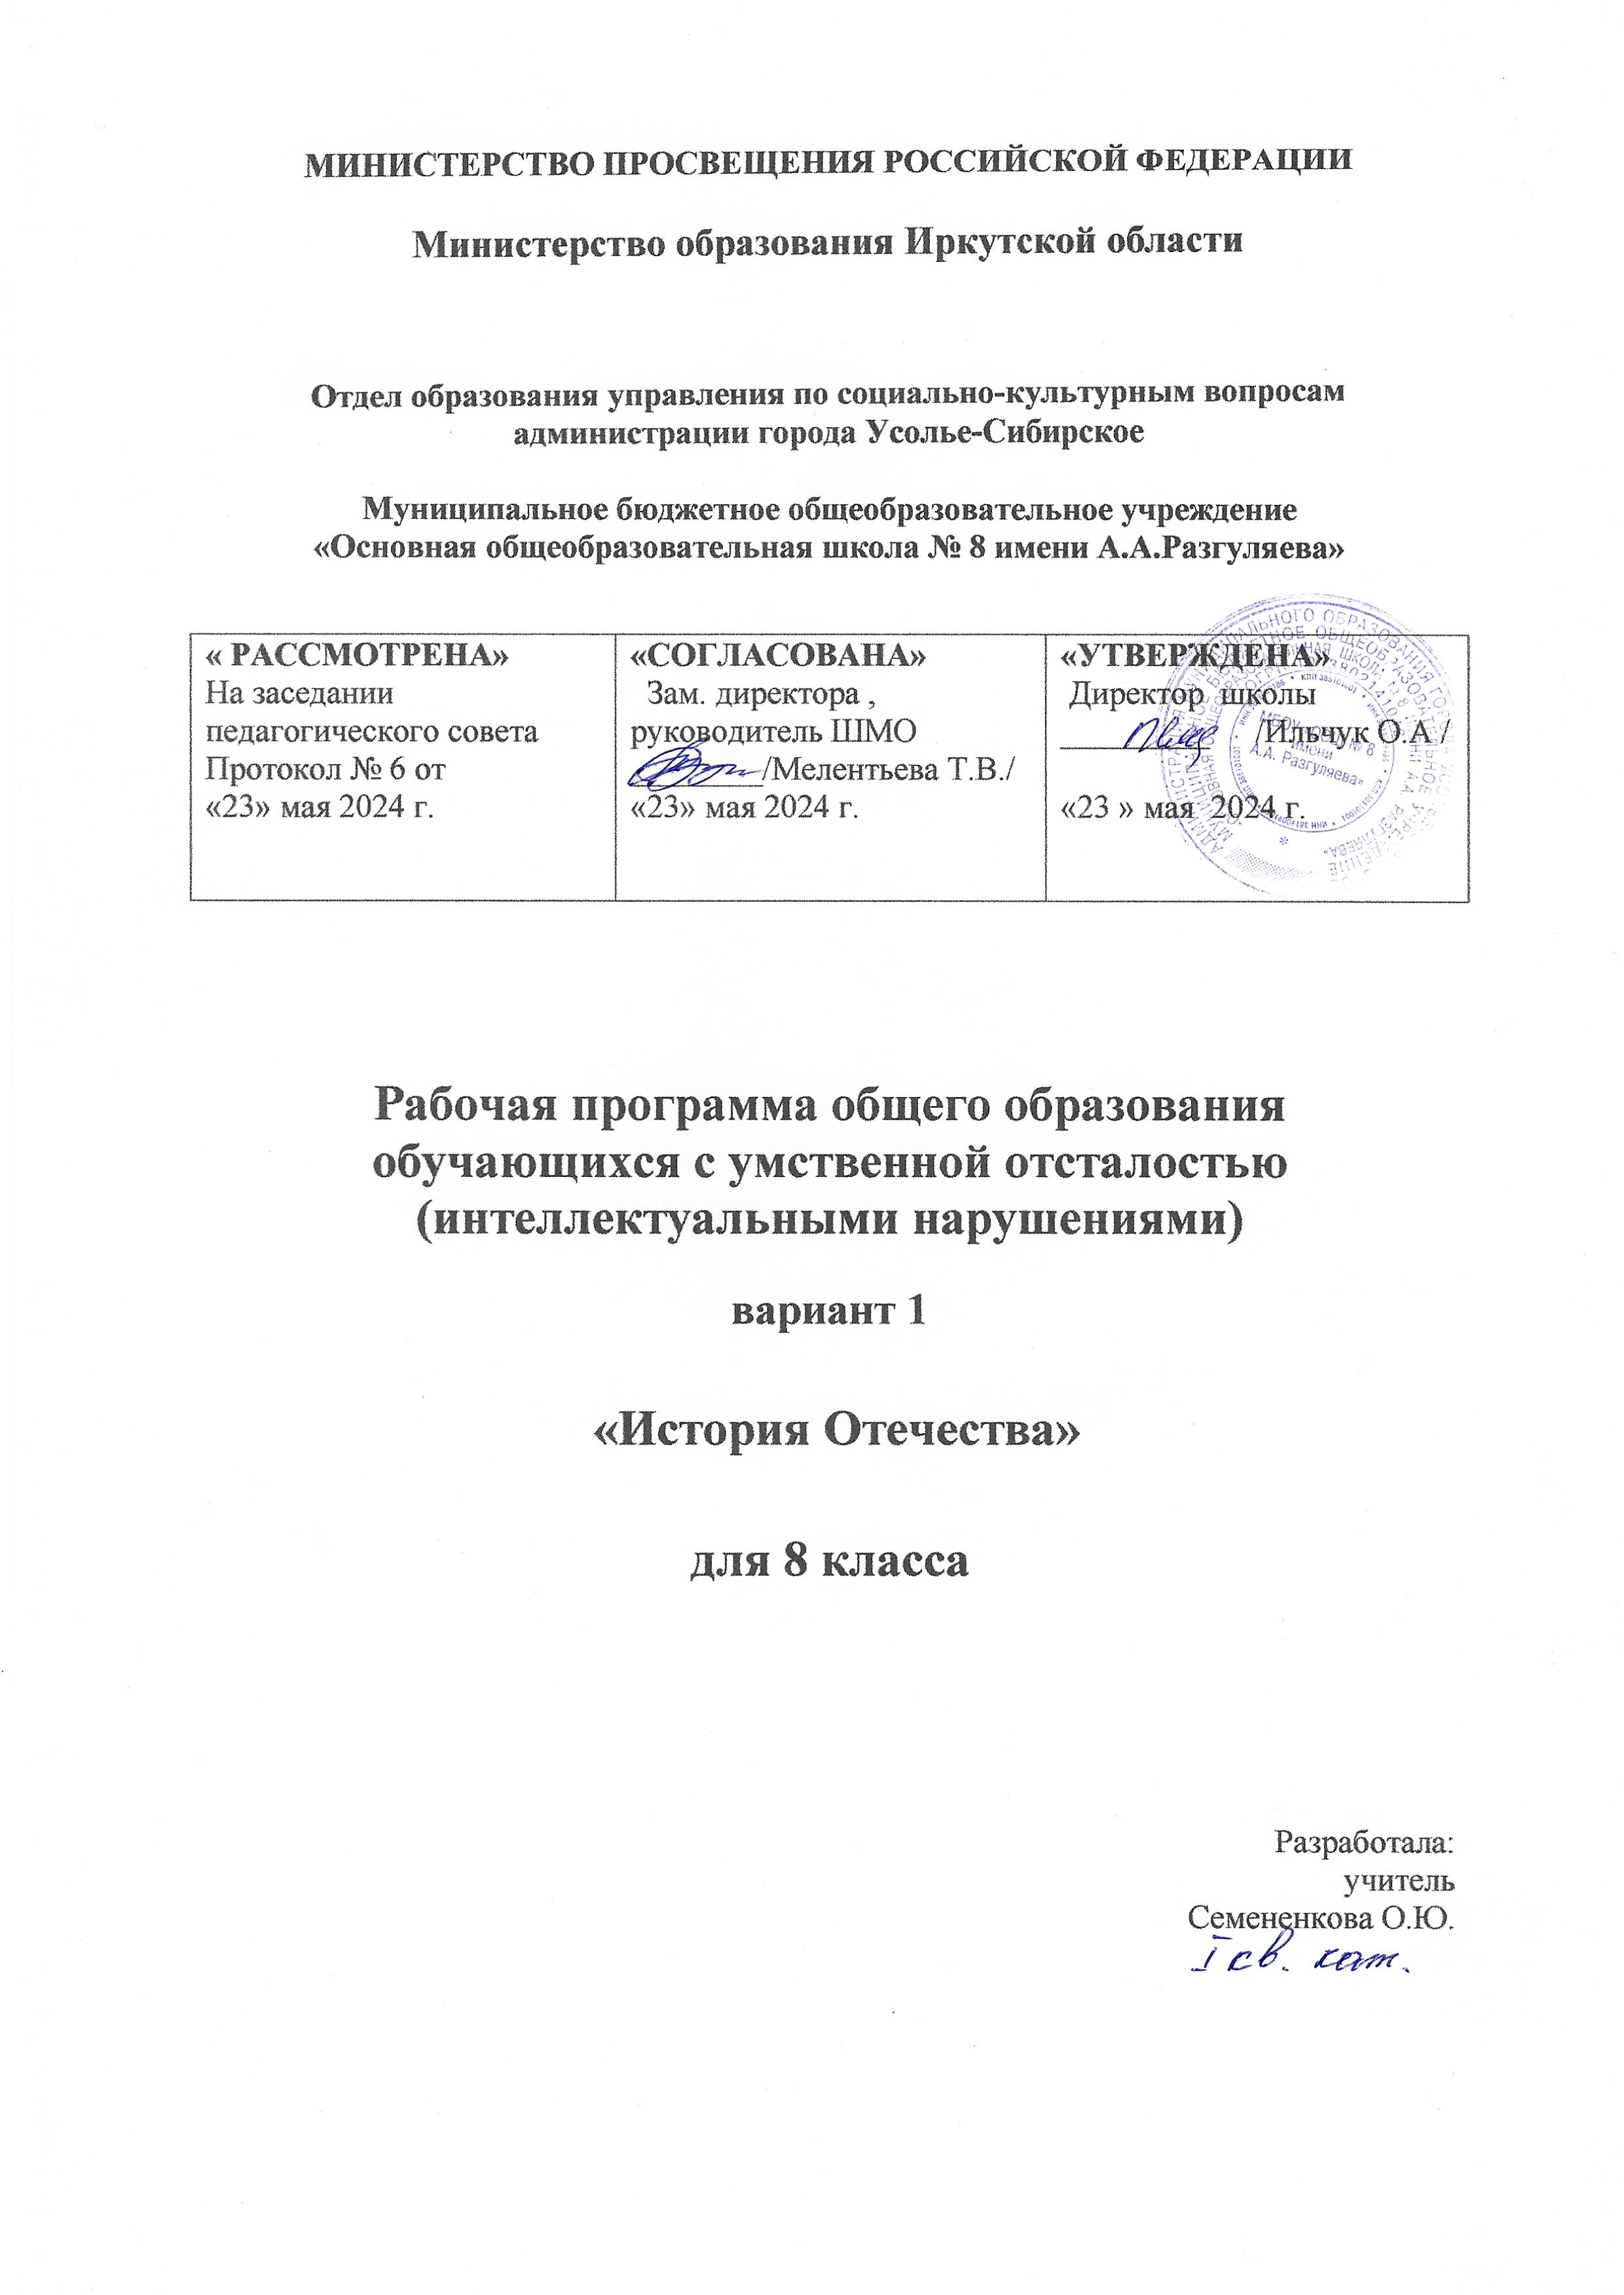 МИНИСТЕРСТВО ПРОСВЕЩЕНИЯ РОССИЙСКОЙ ФЕДЕРАЦИИ
Министерство образования Иркутской области
Отдел образования управления по социально-культурным вопросам
администрации города Усолье-Сибирское
Муниципальное бюджетное общеобразовательное учреждение
«Основная общеобразовательная школа № 8 имени А.А.Разгуляева»
« РАССМОТРЕНА»
На заседании
педагогического совета
Протокол № 6 от
«23» мая 2024 г.
«СОГЛАСОВАНА»
Зам. директора ,
руководитель ШМО
/Мелентьева Т.В./
«23» мая 2024 г.
«УТВЕРЖДЕНА»
Директор школы
/Ильчук О.А /
«23 » мая 2024 г.
№ 8
имени
А.А. Разгуляева»
Рабочая программа общего образования
обучающихся с умственной отсталостью
(интеллектуальными нарушениями)
вариант 1
«История Отечества»
для 8 класса
Разработала:
учитель
Семененкова О.Ю.
I кв. кат.